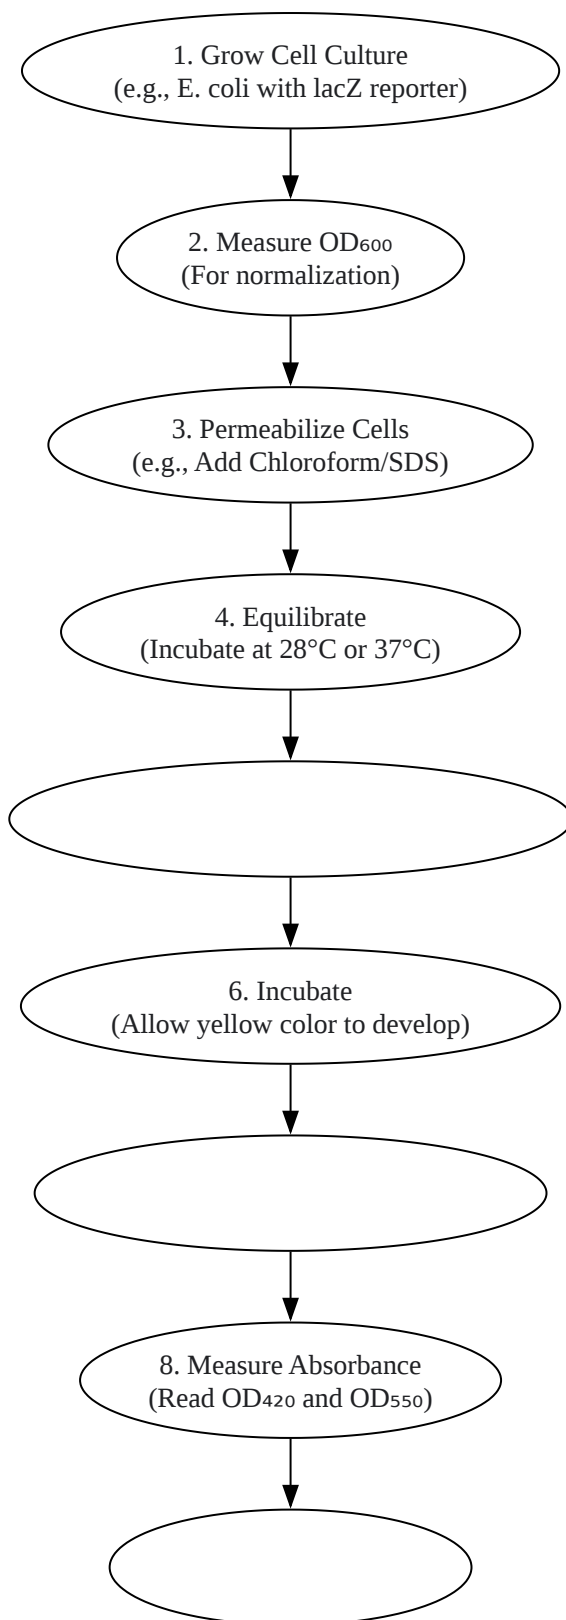 1. Grow Cell Culture
(e.g., E. coli with lacZ reporter)
2. Measure OD₆₀₀
(For normalization)
3. Permeabilize Cells
(e.g., Add Chloroform/SDS)
4. Equilibrate
(Incubate at 28°C or 37°C)
6. Incubate
(Allow yellow color to develop)
8. Measure Absorbance
(Read OD₄₂₀ and OD₅₅₀)